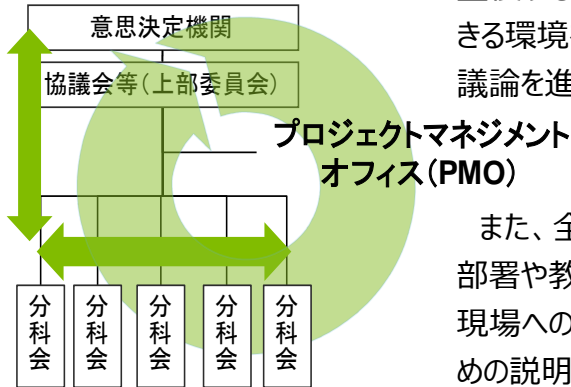 意思決定機関
協議会等(上部委員会)
プロジェクトマネジメント
オフィス(PMO)
分科会
分科会
分科会
分科会
分科会
きる環境
議論を進
また、全
部署や教
現場への
めの説明